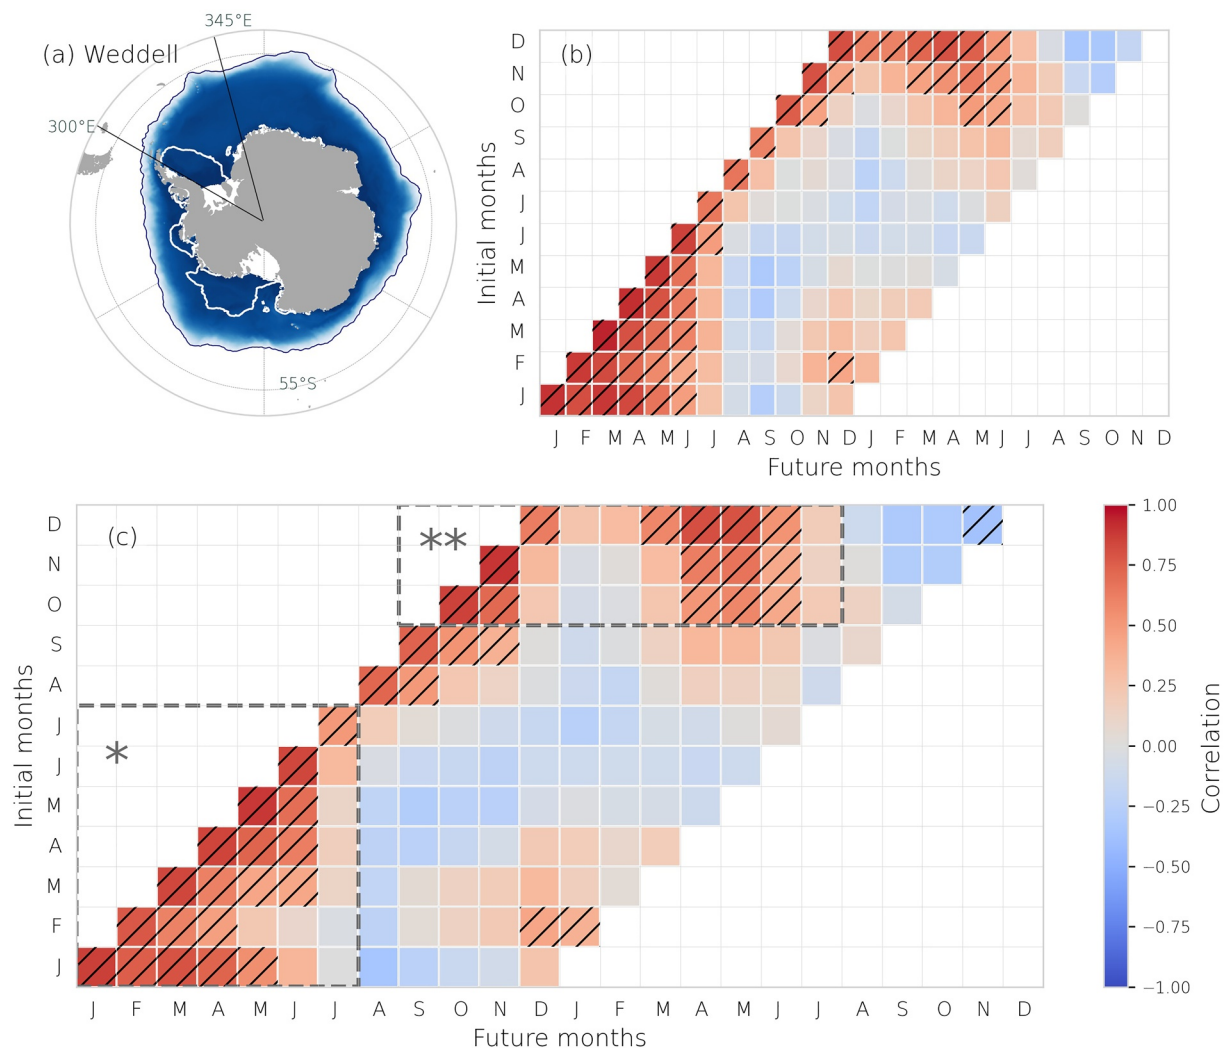 345°E
(a) Weddell
300°E
55°S
(b)
D
N
O
S
A
J
J
M
A
M
F
J
Initial months
J F M A M J J A S O N D J F M A M J J A S O N D
Future months
(c)
**
*
D
N
O
S
A
J
J
M
A
M
F
J
Initial months
J F M A M J J A S O N D J F M A M J J A S O N D
Future months
1.00
0.75
0.50
0.25
0.00
−0.25
−0.50
−0.75
−1.00
Correlation